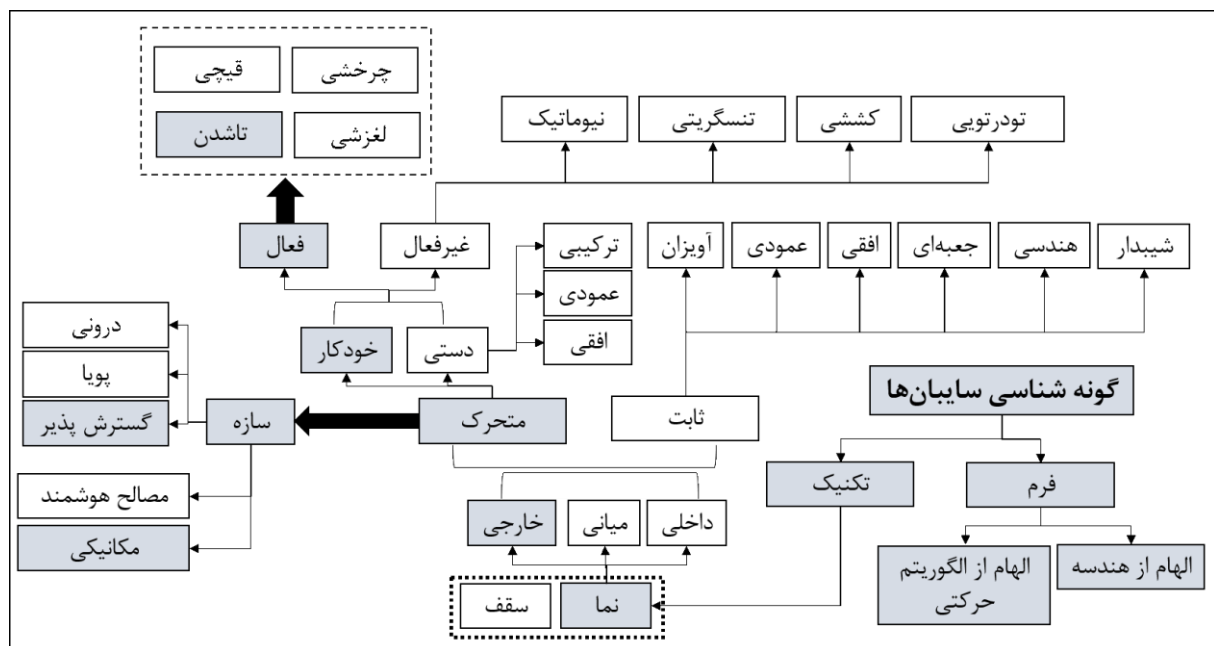 قیچی
چرخشی
تاشدن
لغزشی
نیوماتیک
تنسگریتی
کششی
تودرتویی
فعال
غیرفعال
ترکیبی
عمودی
افقی
آویزان
عمودی
افقی
جعبه‌ای
هندسی
شیبدار
خودکار
دستی
درونی
پویا
گسترش پذیر
سازه
متحرک
ثابت
گونه شناسی سایبان‌ها
مصالح هوشمند
مکانیکی
تکنیک
فرم
خارجی
میانی
داخلی
الهام از الگوریتم
حرکتی
الهام از هندسه
سقف
نما